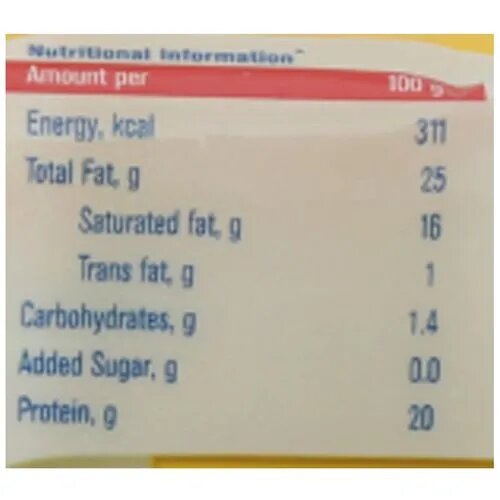 Nutritional Information~
Amount per 100 g
Energy, kcal 311
Total Fat, g 25
Saturated fat, g 16
Trans fat, g 1
Carbohydrates, g 1.4
Added Sugar, g 0.0
Protein, g 20